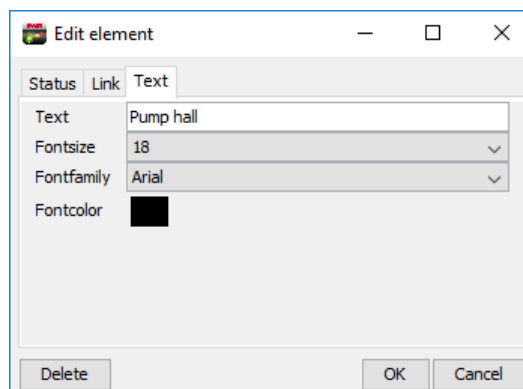 Edit element
Status Link Text
Text Pump hall
Fontsize 18
Fontfamily Arial
Fontcolor
Delete OK Cancel